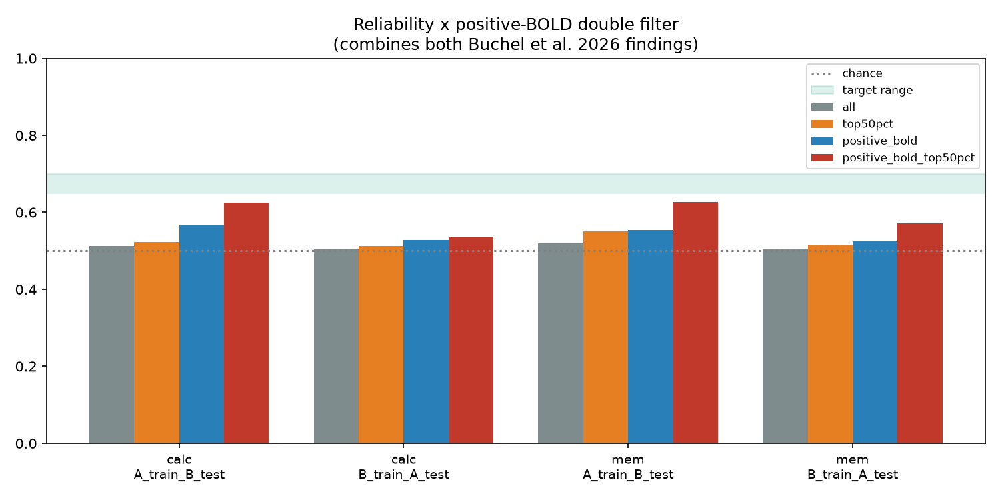 Reliability x positive-BOLD double filter
(combines both Buchel et al. 2026 findings)
1.0
0.8
0.6
0.4
0.2
0.0
chance
target range
all
top50pct
positive_bold
positive_bold_top50pct
calc
A_train_B_test
calc
B_train_A_test
mem
A_train_B_test
mem
B_train_A_test